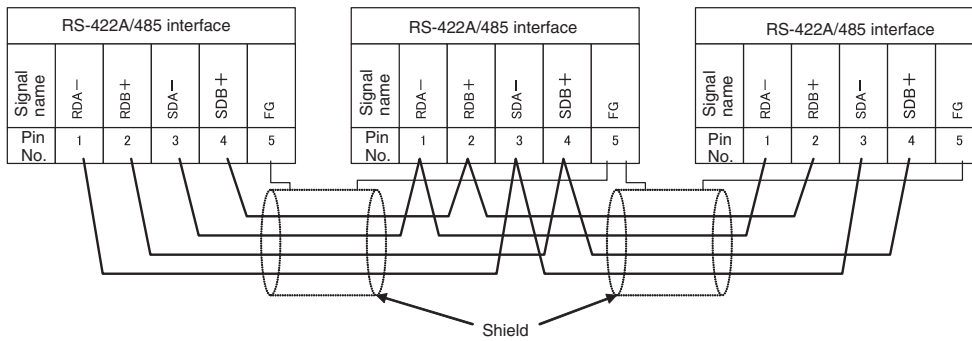 RS-422A/485 interface
Signal name RDA− RDB+ SDA− SDB+ FG
Pin No. 1 2 3 4 5
RS-422A/485 interface
Signal name RDA− RDB+ SDA− SDB+ FG
Pin No. 1 2 3 4 5
RS-422A/485 interface
Signal name RDA− RDB+ SDA− SDB+ FG
Pin No. 1 2 3 4 5
Shield